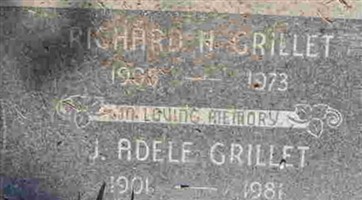 RICHARD H. GRILLET
1973
IN LOVING MEMORY
J. ADELE GRILLET
1901 — 1981